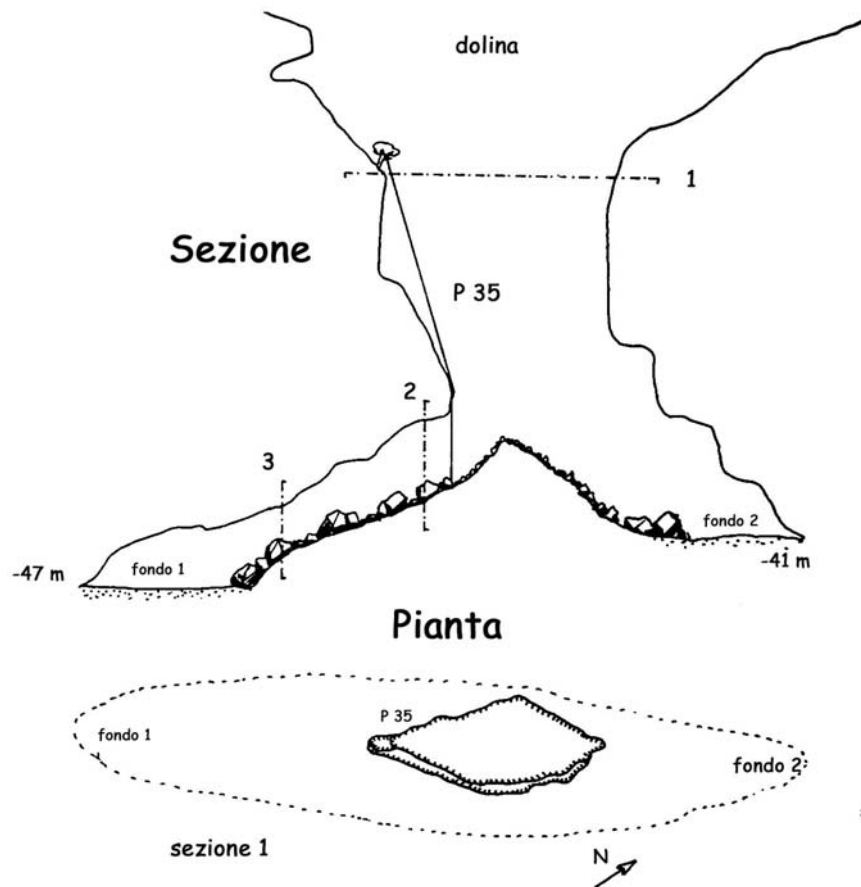 dolina
1
Sezione
P 35
2
3
fondo 2
fondo 1
-47 m
-41 m
Pianta
P 35
fondo 1
fondo 2
sezione 1
N